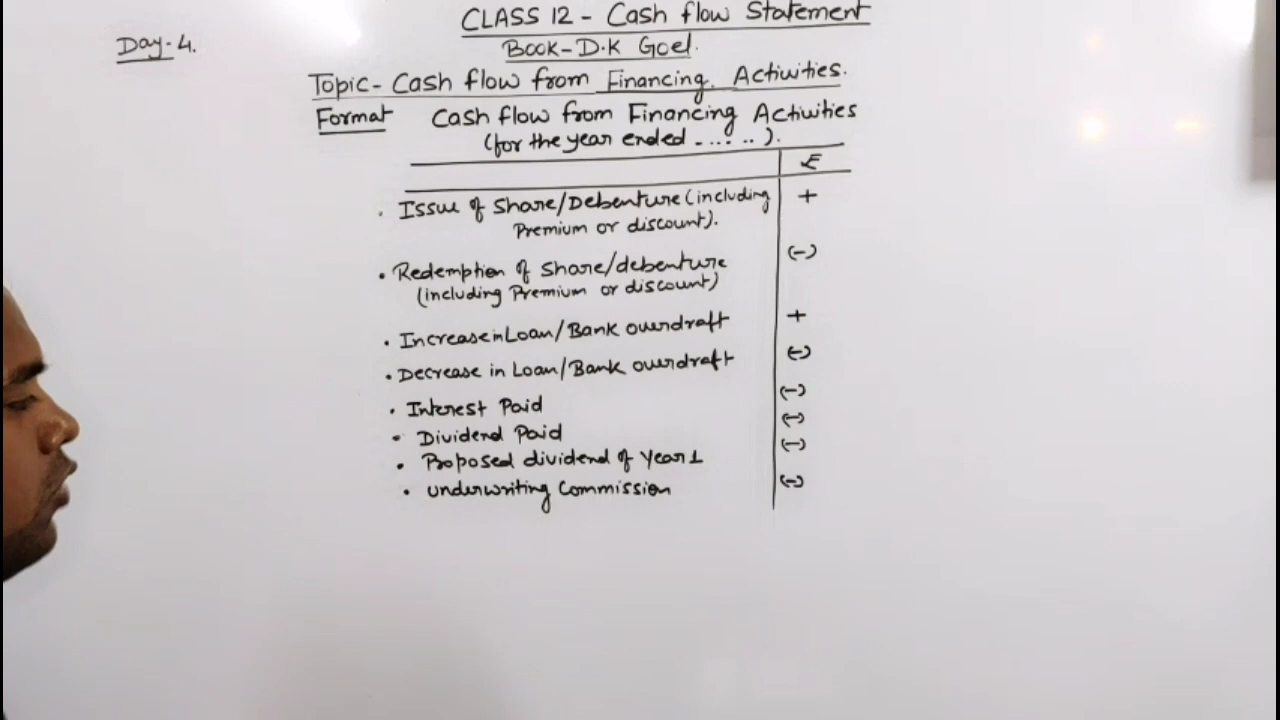 CLASS 12 - Cash flow Statement
Day-4.
BOOK-D.K Goel.
Topic- Cash flow from Financing. Activities.
Format Cash flow from Financing Activities
(for the year ended ........).
₹
• Issue of Share/Debenture (including +
Premium or discount).
• Redemption of Share/debenture (-)
(including Premium or discount)
• Increase in Loan/Bank overdraft +
• Decrease in Loan/Bank overdraft (-)
• Interest Paid (-)
• Dividend Paid (-)
• Proposed dividend of Year 1 (-)
• underwriting Commission (-)